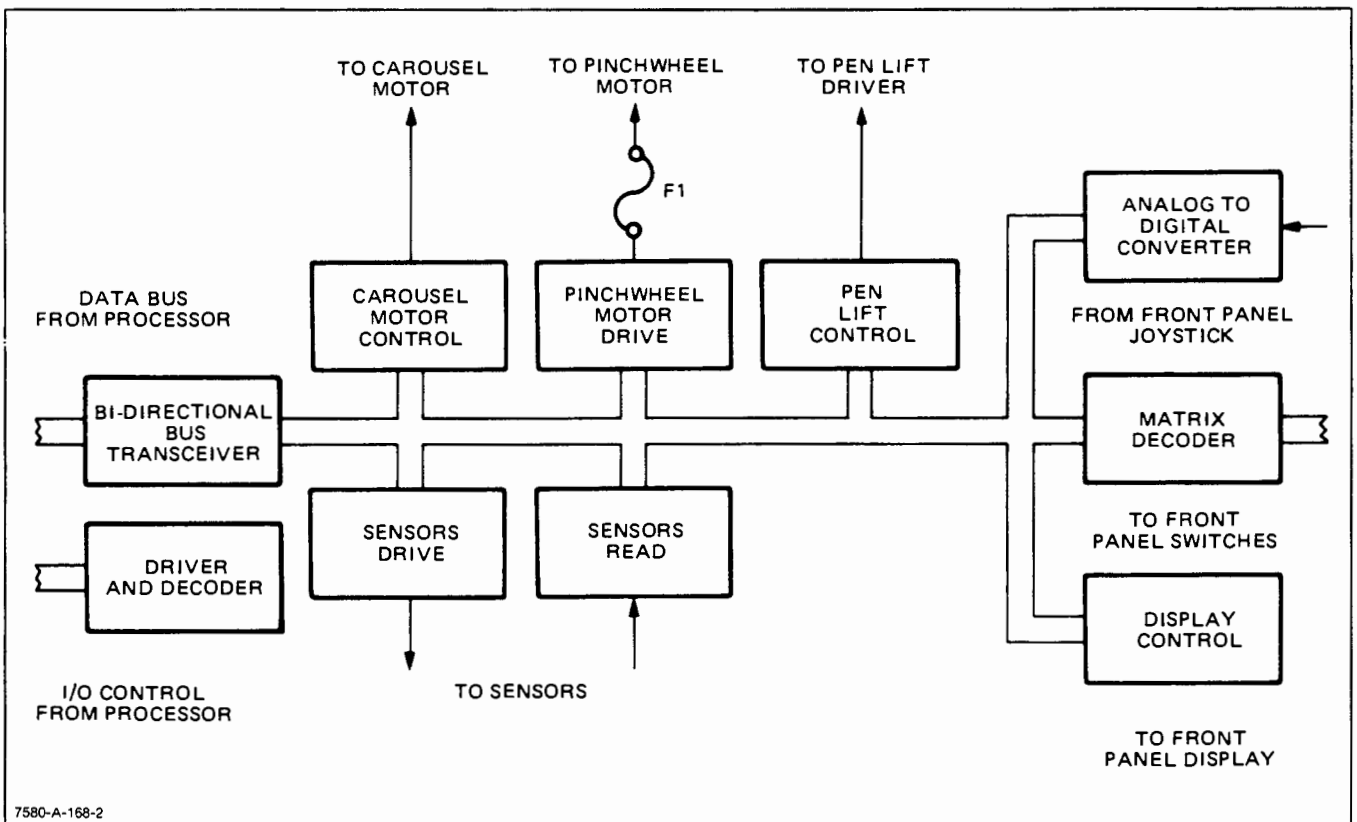 TO CAROUSEL
MOTOR
TO PINCHWHEEL
MOTOR
TO PEN LIFT
DRIVER
F1
ANALOG TO
DIGITAL
CONVERTER
DATA BUS
FROM PROCESSOR
CAROUSEL
MOTOR
CONTROL
PINCHWHEEL
MOTOR
DRIVE
PEN
LIFT
CONTROL
FROM FRONT PANEL
JOYSTICK
BI-DIRECTIONAL
BUS
TRANSCEIVER
MATRIX
DECODER
DRIVER
AND DECODER
SENSORS
DRIVE
SENSORS
READ
TO FRONT
PANEL SWITCHES
DISPLAY
CONTROL
I/O CONTROL
FROM PROCESSOR
TO SENSORS
TO FRONT
PANEL DISPLAY
7580-A-168-2